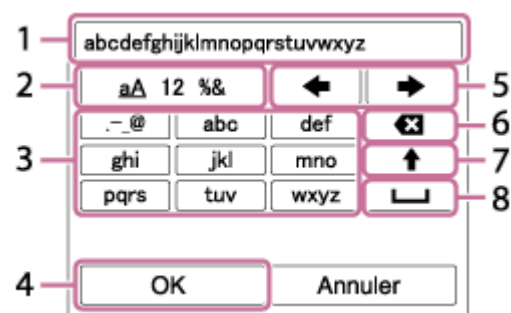 1 abcdefghijklmnopqrstuvwxyz
2 aA 12 %& 5
.-_@ abc def 6
3 ghi jkl mno 7
pqrs tuv wxyz 8
4 OK Annuler